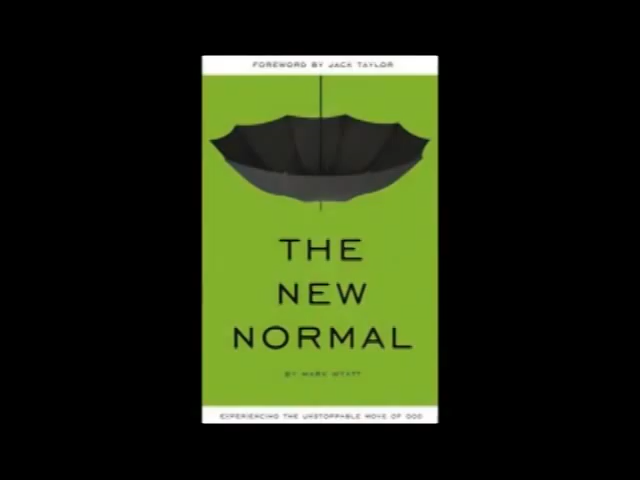 FOREWORD BY JACK TAYLOR
THE
NEW
NORMAL
BY MARK WYATT
EXPERIENCING THE UNSTOPPABLE MOVE OF GOD